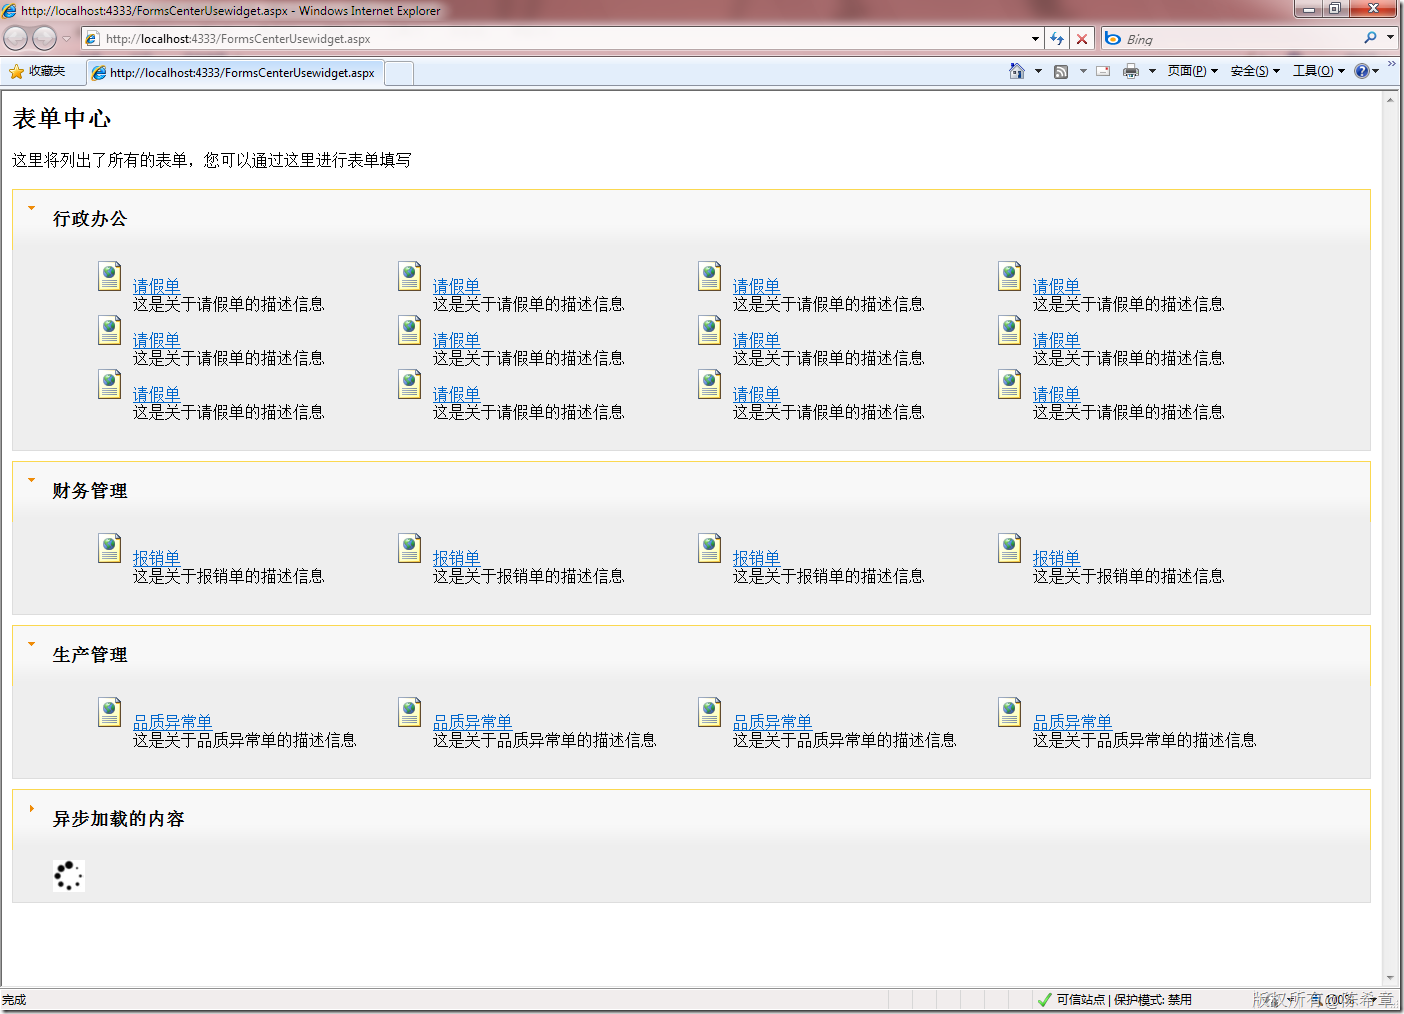 http://localhost:4333/FormsCenterUsewidget.aspx - Windows Internet Explorer
http://localhost:4333/FormsCenterUsewidget.aspx
Bing
收藏夹
http://localhost:4333/FormsCenterUsewidget.aspx
页面(P)
安全(S)
工具(O)
表单中心
这里将列出了所有的表单，您可以通过这里进行表单填写
行政办公
请假单 请假单 请假单 请假单
这是关于请假单的描述信息 这是关于请假单的描述信息 这是关于请假单的描述信息 这是关于请假单的描述信息
请假单 请假单 请假单 请假单
这是关于请假单的描述信息 这是关于请假单的描述信息 这是关于请假单的描述信息 这是关于请假单的描述信息
请假单 请假单 请假单 请假单
这是关于请假单的描述信息 这是关于请假单的描述信息 这是关于请假单的描述信息 这是关于请假单的描述信息
财务管理
报销单 报销单 报销单 报销单
这是关于报销单的描述信息 这是关于报销单的描述信息 这是关于报销单的描述信息 这是关于报销单的描述信息
生产管理
品质异常单 品质异常单 品质异常单 品质异常单
这是关于品质异常单的描述信息 这是关于品质异常单的描述信息 这是关于品质异常单的描述信息 这是关于品质异常单的描述信息
异步加载的内容
完成
可信站点 | 保护模式: 禁用
100%
版权所有@陈希章